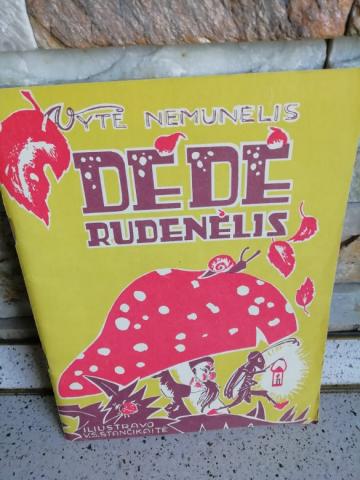 VYTĖ NEMUNĖLIS
DĖDĖ
RUDENĖLIS
ILIUSTRAVO
K.S. STANČIKAITĖ